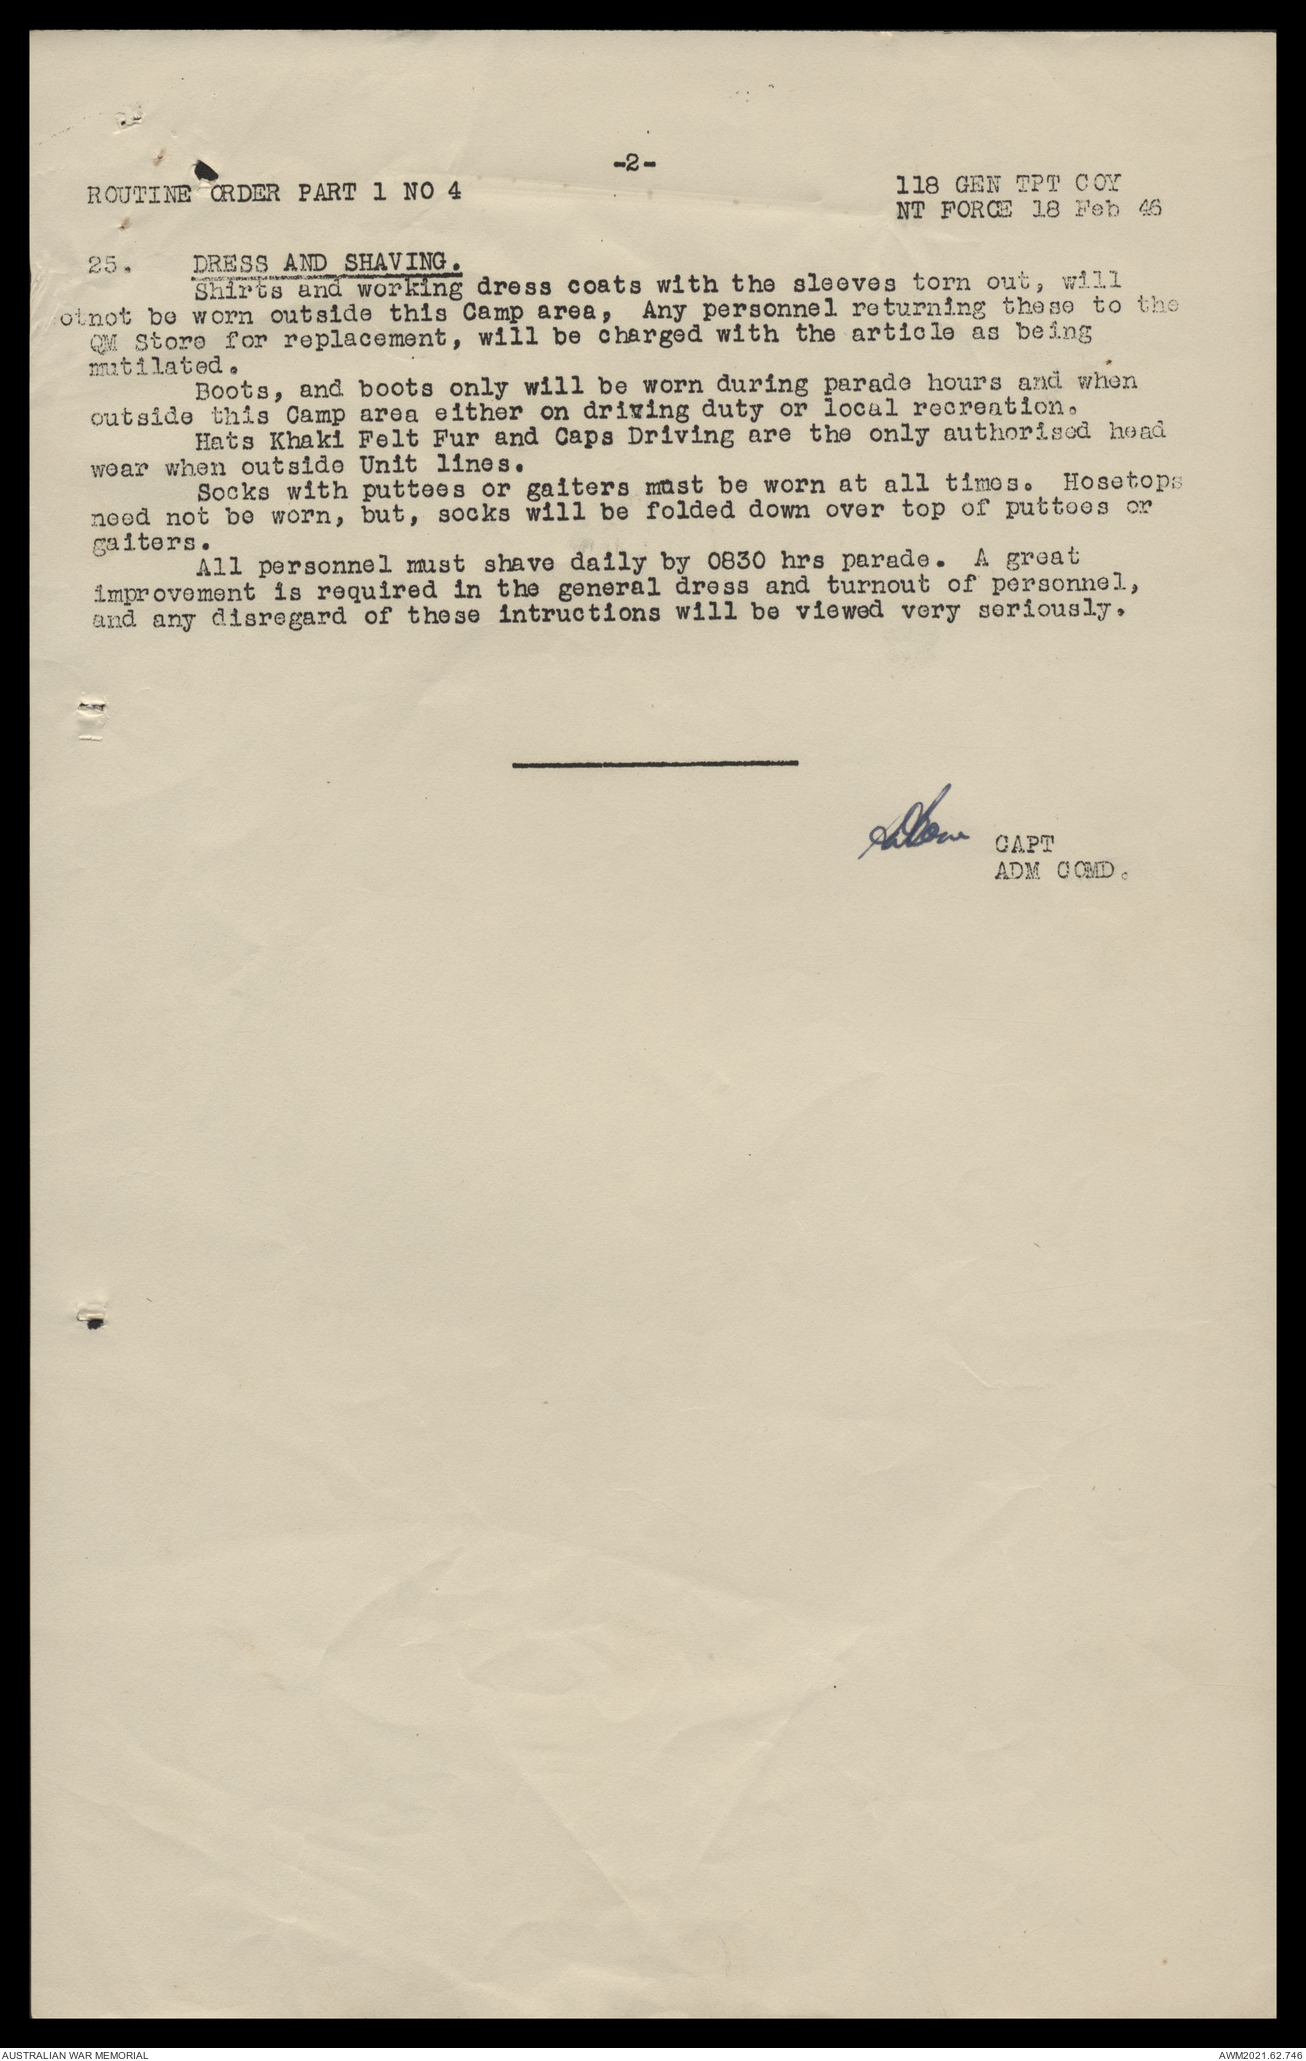 -2-
ROUTINE ORDER PART 1 NO 4
118 GEN TPT COY
NT FORCE 18 Feb 46
25. DRESS AND SHAVING.
Shirts and working dress coats with the sleeves torn out, will
otnot be worn outside this Camp area, Any personnel returning these to the
QM Store for replacement, will be charged with the article as being
mutilated.
Boots, and boots only will be worn during parade hours and when
outside this Camp area either on driving duty or local recreation.
Hats Khaki Felt Fur and Caps Driving are the only authorised head
wear when outside Unit lines.
Socks with puttees or gaiters must be worn at all times. Hosetops
need not be worn, but, socks will be folded down over top of puttees or
gaiters.
All personnel must shave daily by 0830 hrs parade. A great
improvement is required in the general dress and turnout of personnel,
and any disregard of these intructions will be viewed very seriously.
CAPT
ADM COMD.
AUSTRALIAN WAR MEMORIAL
AWM2021.62.746